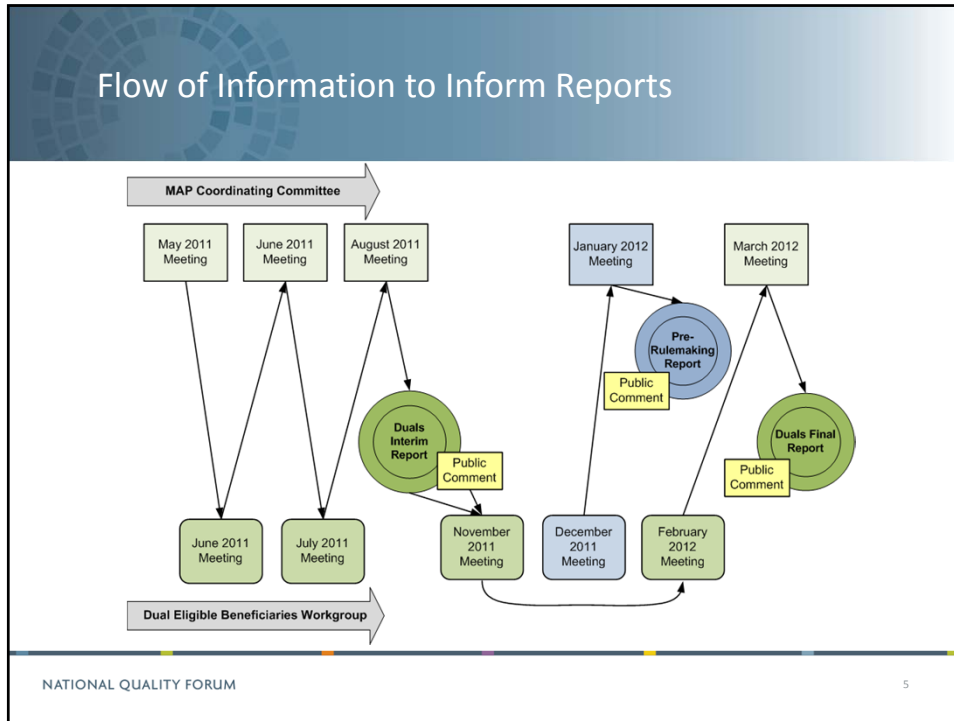 Flow of Information to Inform Reports
MAP Coordinating Committee
May 2011
Meeting
June 2011
Meeting
August 2011
Meeting
January 2012
Meeting
March 2012
Meeting
Pre-
Rulemaking
Report
Public
Comment
Duals
Interim
Report
Public
Comment
Duals Final
Report
Public
Comment
June 2011
Meeting
July 2011
Meeting
November
2011
Meeting
December
2011
Meeting
February
2012
Meeting
Dual Eligible Beneficiaries Workgroup
NATIONAL QUALITY FORUM
5